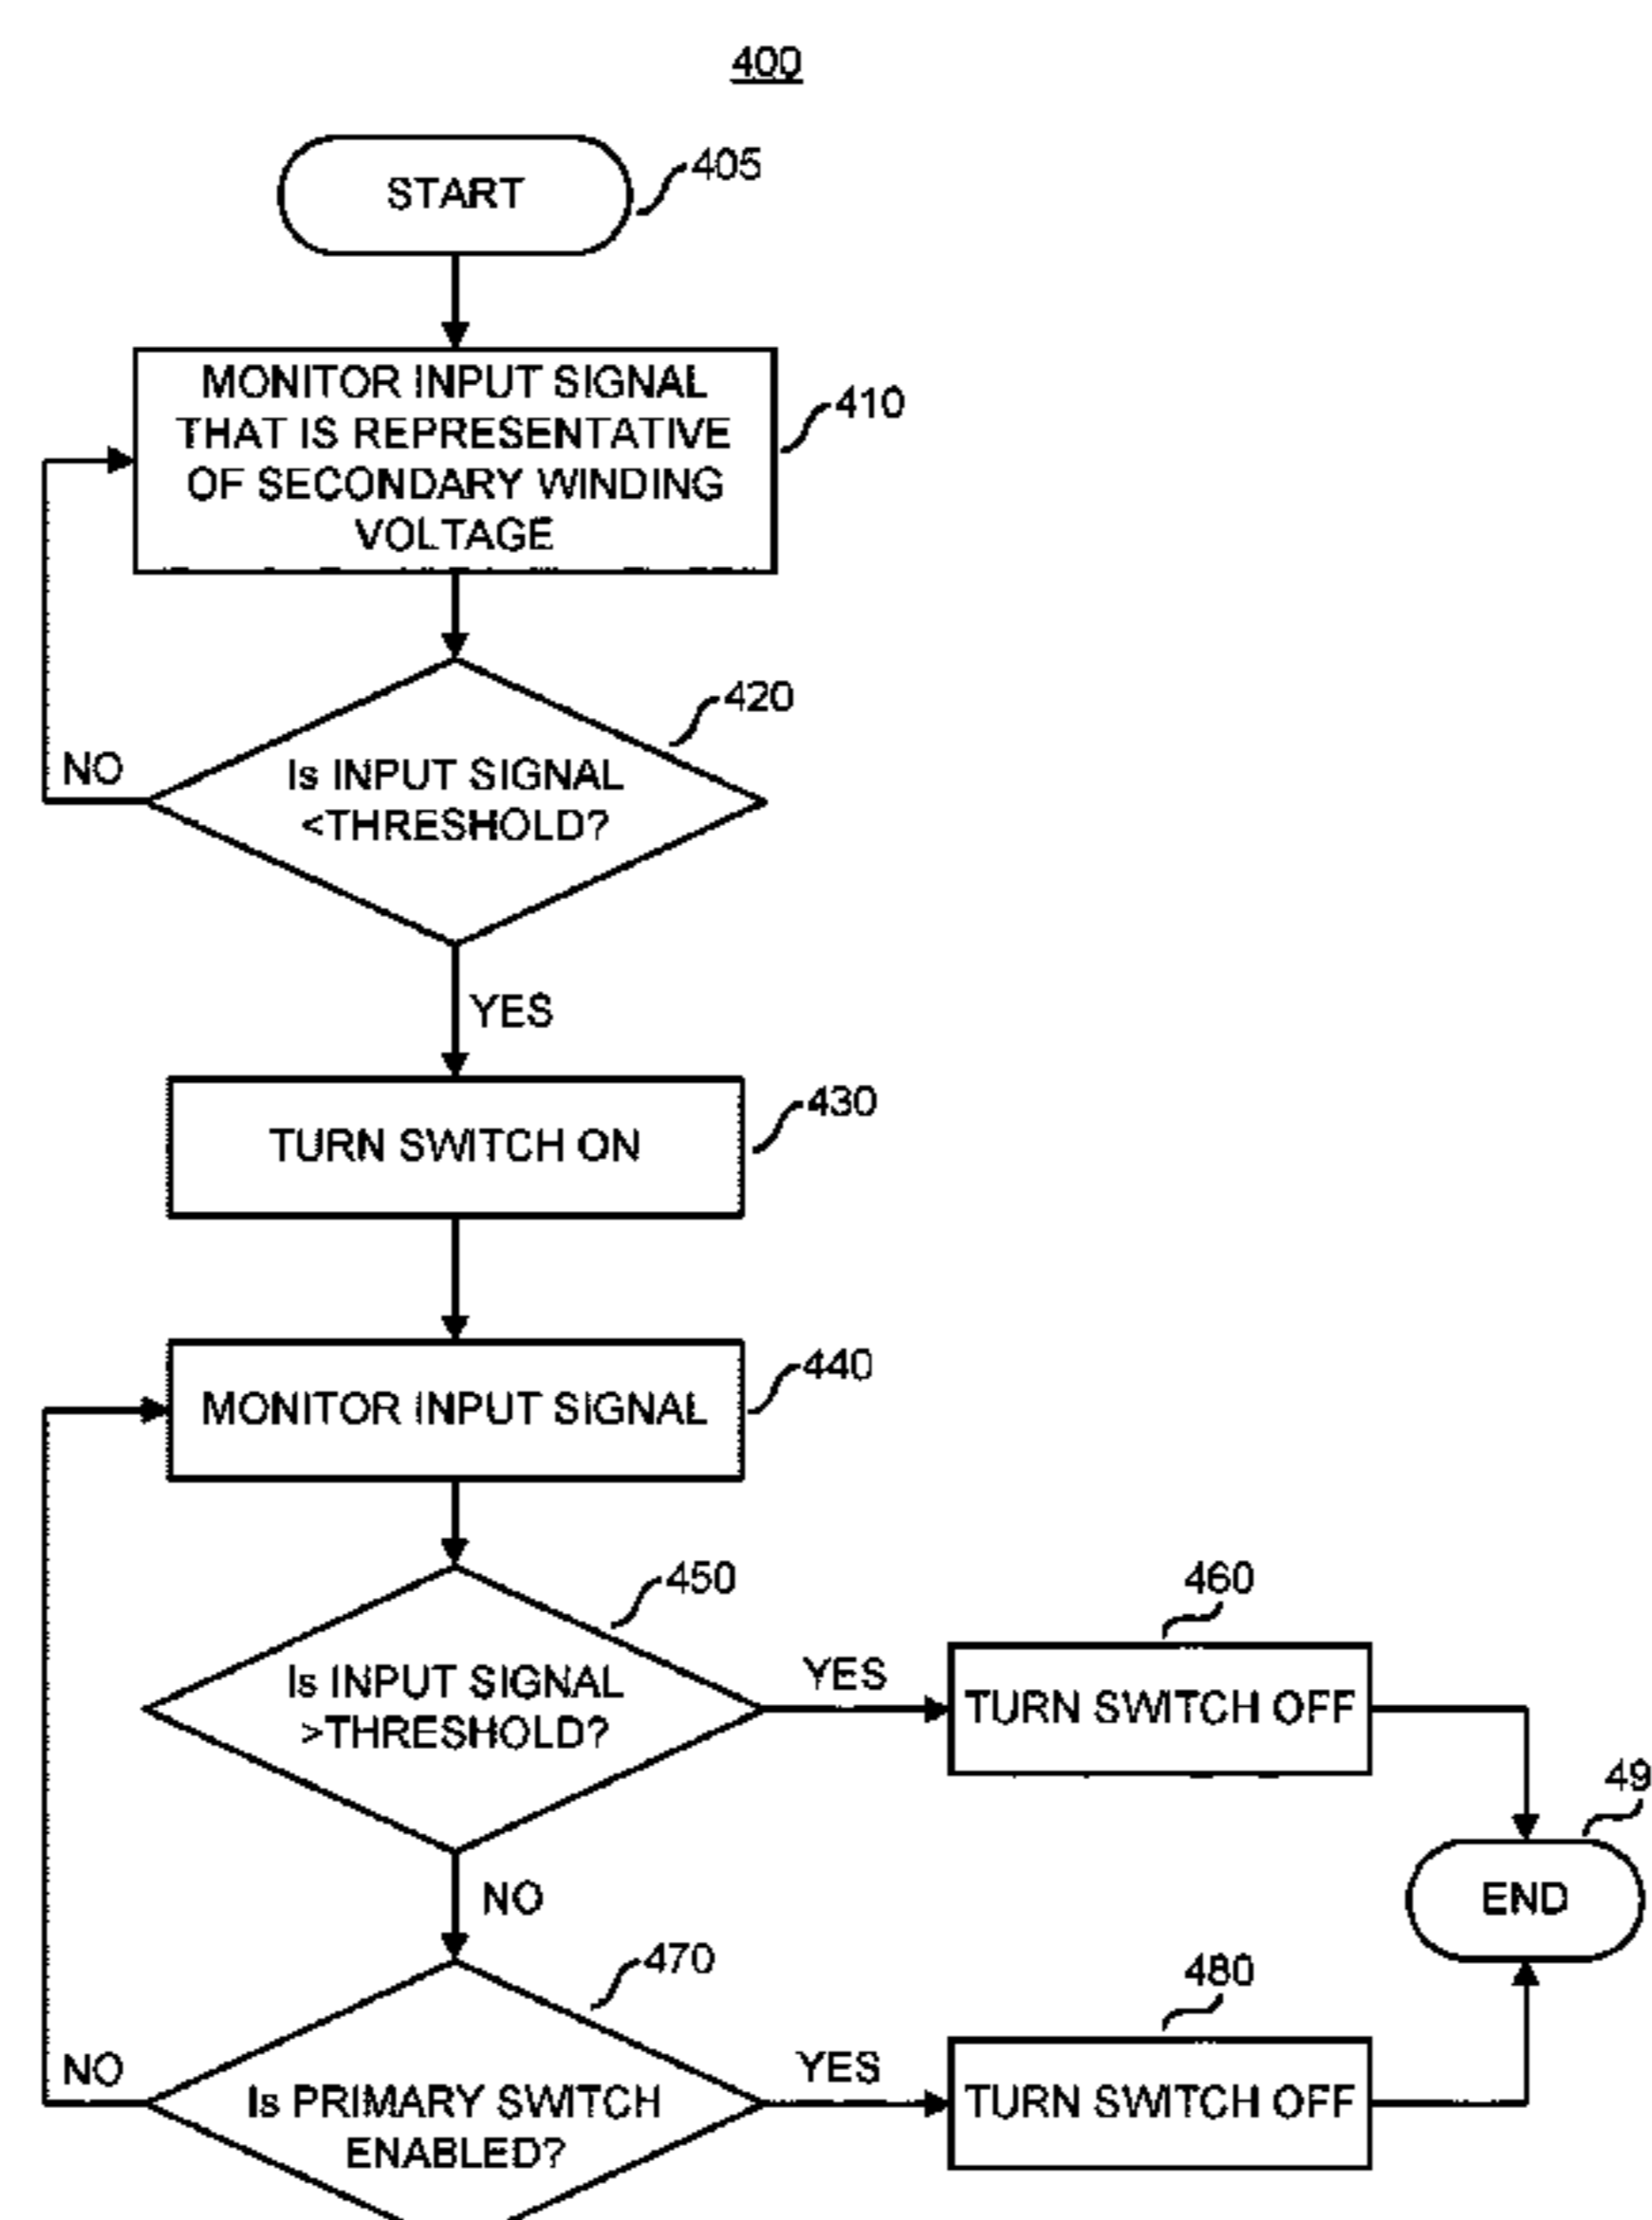 400
START
405
MONITOR INPUT SIGNAL
THAT IS REPRESENTATIVE
OF SECONDARY WINDING
VOLTAGE
410
Is INPUT SIGNAL
<THRESHOLD?
420
NO
YES
TURN SWITCH ON
430
MONITOR INPUT SIGNAL
440
Is INPUT SIGNAL
>THRESHOLD?
450
YES
460
TURN SWITCH OFF
49
END
NO
470
Is PRIMARY SWITCH
ENABLED?
NO
YES
480
TURN SWITCH OFF